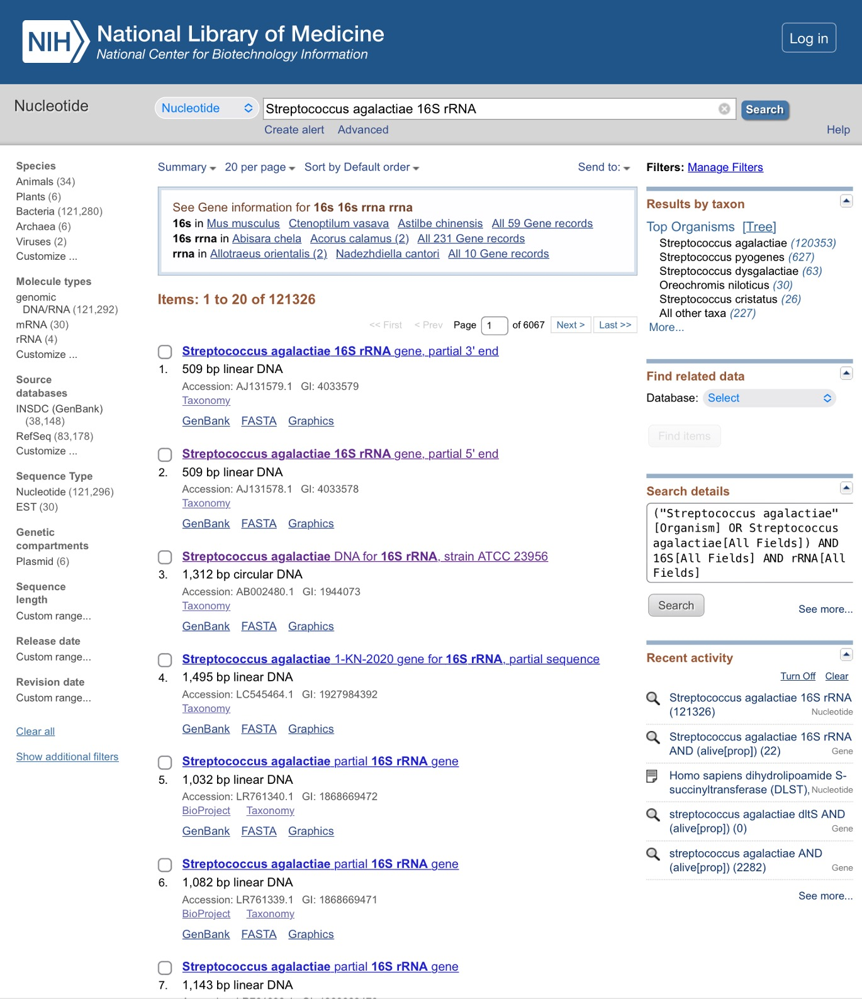 NIH National Library of Medicine
National Center for Biotechnology Information
Log in
Nucleotide
Nucleotide
Streptococcus agalactiae 16S rRNA
Search
Create alert Advanced
Help
Species
Animals (34)
Plants (6)
Bacteria (121,280)
Archaea (6)
Viruses (2)
Customize ...
Molecule types
genomic
DNA/RNA (121,292)
mRNA (30)
rRNA (4)
Customize ...
Source
databases
INSDC (GenBank)
(38,148)
RefSeq (83,178)
Customize ...
Sequence Type
Nucleotide (121,296)
EST (30)
Genetic
compartments
Plasmid (6)
Sequence
length
Custom range...
Release date
Custom range...
Revision date
Custom range...
Clear all
Show additional filters
Summary 20 per page Sort by Default order
Send to:
See Gene information for 16s 16s rrna rrna
16s in Mus musculus Ctenoptilum vasava Astilbe chinensis All 59 Gene records
16s rrna in Abisara chela Acorus calamus (2) All 231 Gene records
rrna in Allotraeus orientalis (2) Nadezhdiella cantori All 10 Gene records
Items: 1 to 20 of 121326
<< First < Prev Page 1 of 6067 Next > Last >>
Streptococcus agalactiae 16S rRNA gene, partial 3' end
1. 509 bp linear DNA
Accession: AJ131579.1 GI: 4033579
Taxonomy
GenBank FASTA Graphics
Streptococcus agalactiae 16S rRNA gene, partial 5' end
2. 509 bp linear DNA
Accession: AJ131578.1 GI: 4033578
Taxonomy
GenBank FASTA Graphics
Streptococcus agalactiae DNA for 16S rRNA, strain ATCC 23956
3. 1,312 bp circular DNA
Accession: AB002480.1 GI: 1944073
Taxonomy
GenBank FASTA Graphics
Streptococcus agalactiae 1-KN-2020 gene for 16S rRNA, partial sequence
4. 1,495 bp linear DNA
Accession: LC545464.1 GI: 1927984392
Taxonomy
GenBank FASTA Graphics
Streptococcus agalactiae partial 16S rRNA gene
5. 1,032 bp linear DNA
Accession: LR761340.1 GI: 1868669472
BioProject Taxonomy
GenBank FASTA Graphics
Streptococcus agalactiae partial 16S rRNA gene
6. 1,082 bp linear DNA
Accession: LR761339.1 GI: 1868669471
BioProject Taxonomy
GenBank FASTA Graphics
Streptococcus agalactiae partial 16S rRNA gene
7. 1,143 bp linear DNA
Filters: Manage Filters
Results by taxon
Top Organisms [Tree]
Streptococcus agalactiae (120353)
Streptococcus pyogenes (627)
Streptococcus dysgalactiae (63)
Oreochromis niloticus (30)
Streptococcus cristatus (26)
All other taxa (227)
More...
Find related data
Database: Select
Find items
Search details
("Streptococcus agalactiae"
[Organism] OR Streptococcus
agalactiae[All Fields]) AND
16S[All Fields] AND rRNA[All
Fields]
Search
See more...
Recent activity
Turn Off Clear
Streptococcus agalactiae 16S rRNA
(121326) Nucleotide
Streptococcus agalactiae 16S rRNA
AND (alive[prop]) (22) Gene
Homo sapiens dihydrolipoamide S-
succinyltransferase (DLST), Nucleotide
streptococcus agalactiae dltS AND
(alive[prop]) (0) Gene
streptococcus agalactiae AND
(alive[prop]) (2282) Gene
See more...